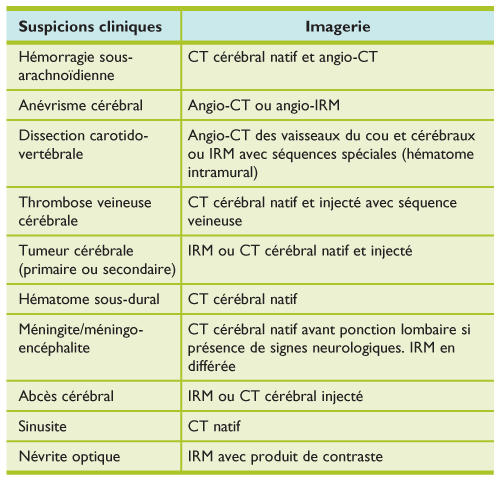 Suspicions cliniques Imagerie
Hémorragie sous- CT cérébral natif et angio-CT
arachnoïdienne
Anévrisme cérébral Angio-CT ou angio-IRM
Dissection carotido- Angio-CT des vaisseaux du cou et cérébraux
vertébrale ou IRM avec séquences spéciales (hématome
intramural)
Thrombose veineuse CT cérébral natif et injecté avec séquence
cérébrale veineuse
Tumeur cérébrale IRM ou CT cérébral natif et injecté
(primaire ou secondaire)
Hématome sous-dural CT cérébral natif
Méningite/méningo- CT cérébral natif avant ponction lombaire si
encéphalite présence de signes neurologiques. IRM en
différée
Abcès cérébral IRM ou CT cérébral injecté
Sinusite CT natif
Névrite optique IRM avec produit de contraste